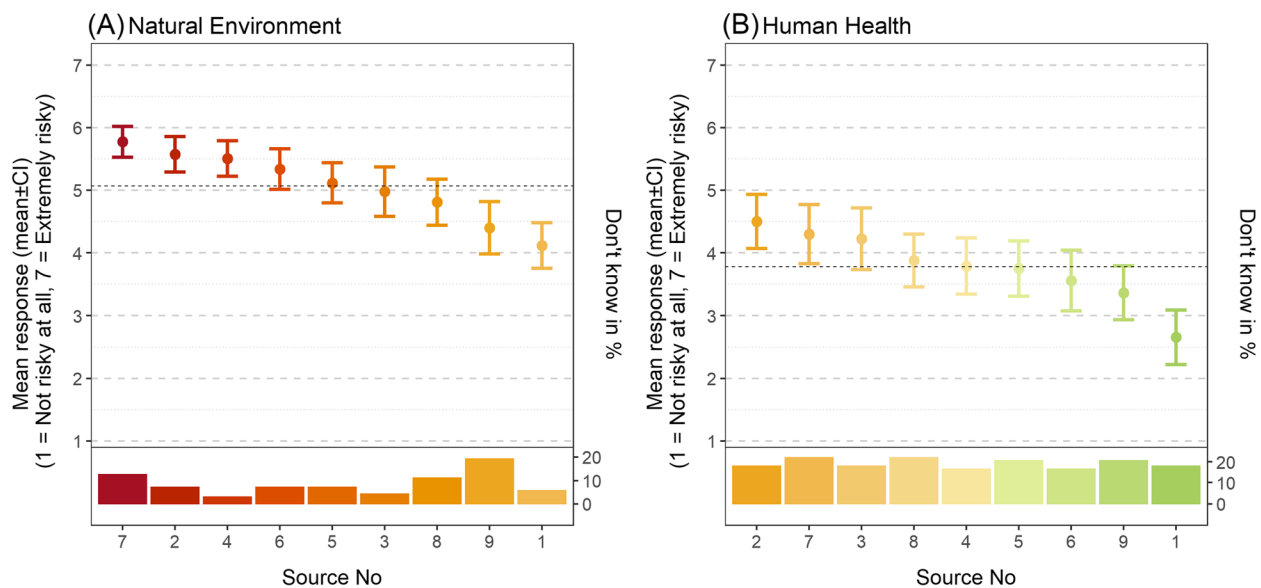 (A) Natural Environment
Mean response (mean±CI)
(1 = Not risky at all, 7 = Extremely risky)
7
6
5
4
3
2
1
Don't know in %
20
10
0
7 2 4 6 5 3 8 9 1
Source No
(B) Human Health
Mean response (mean±CI)
(1 = Not risky at all, 7 = Extremely risky)
7
6
5
4
3
2
1
Don't know in %
20
10
0
2 7 3 8 4 5 6 9 1
Source No